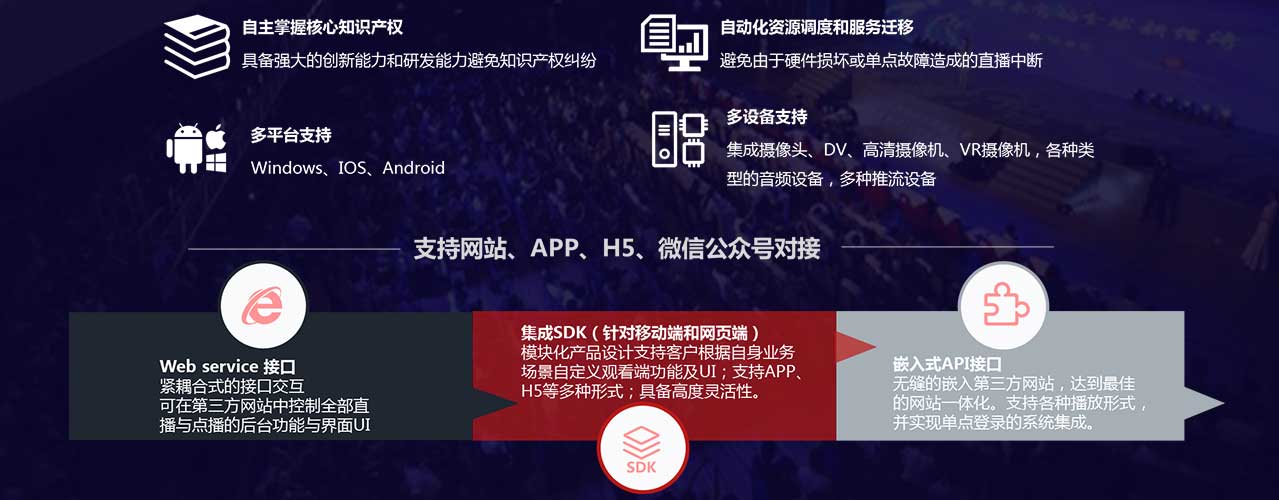 自主掌握核心知识产权
具备强大的创新能力和研发能力避免知识产权纠纷
自动化资源调度和服务迁移
避免由于硬件损坏或单点故障造成的直播中断
多平台支持
Windows、IOS、Android
多设备支持
集成摄像头、DV、高清摄像机、VR摄像机，各种类
型的音频设备，多种推流设备
支持网站、APP、H5、微信公众号对接
Web service 接口
紧耦合式的接口交互
可在第三方网站中控制全部直
播与点播的后台功能与界面UI
集成SDK（针对移动端和网页端）
模块化产品设计支持客户根据自身业务
场景自定义观看端功能及UI；支持APP、
H5等多种形式；具备高度灵活性。
SDK
嵌入式API接口
无缝的嵌入第三方网站，达到最佳
的网站一体化。支持各种播放形式，
并实现单点登录的系统集成。